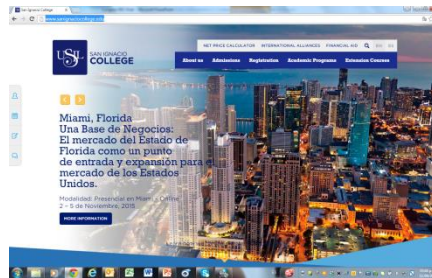 San Ignacio College
www.sanignaciocollege.edu
NET PRICE CALCULATOR INTERNATIONAL ALLIANCES FINANCIAL AID EN ES
USIL SAN IGNACIO
COLLEGE
About us Admissions Registration Academic Programs Extension Courses
Miami, Florida
Una Base de Negocios:
El mercado del Estado de
Florida como un punto
de entrada y expansión para el
mercado de los Estados
Unidos.
Modalidad: Presencial en Miami - Online
2 – 5 de Noviembre, 2015
MORE INFORMATION